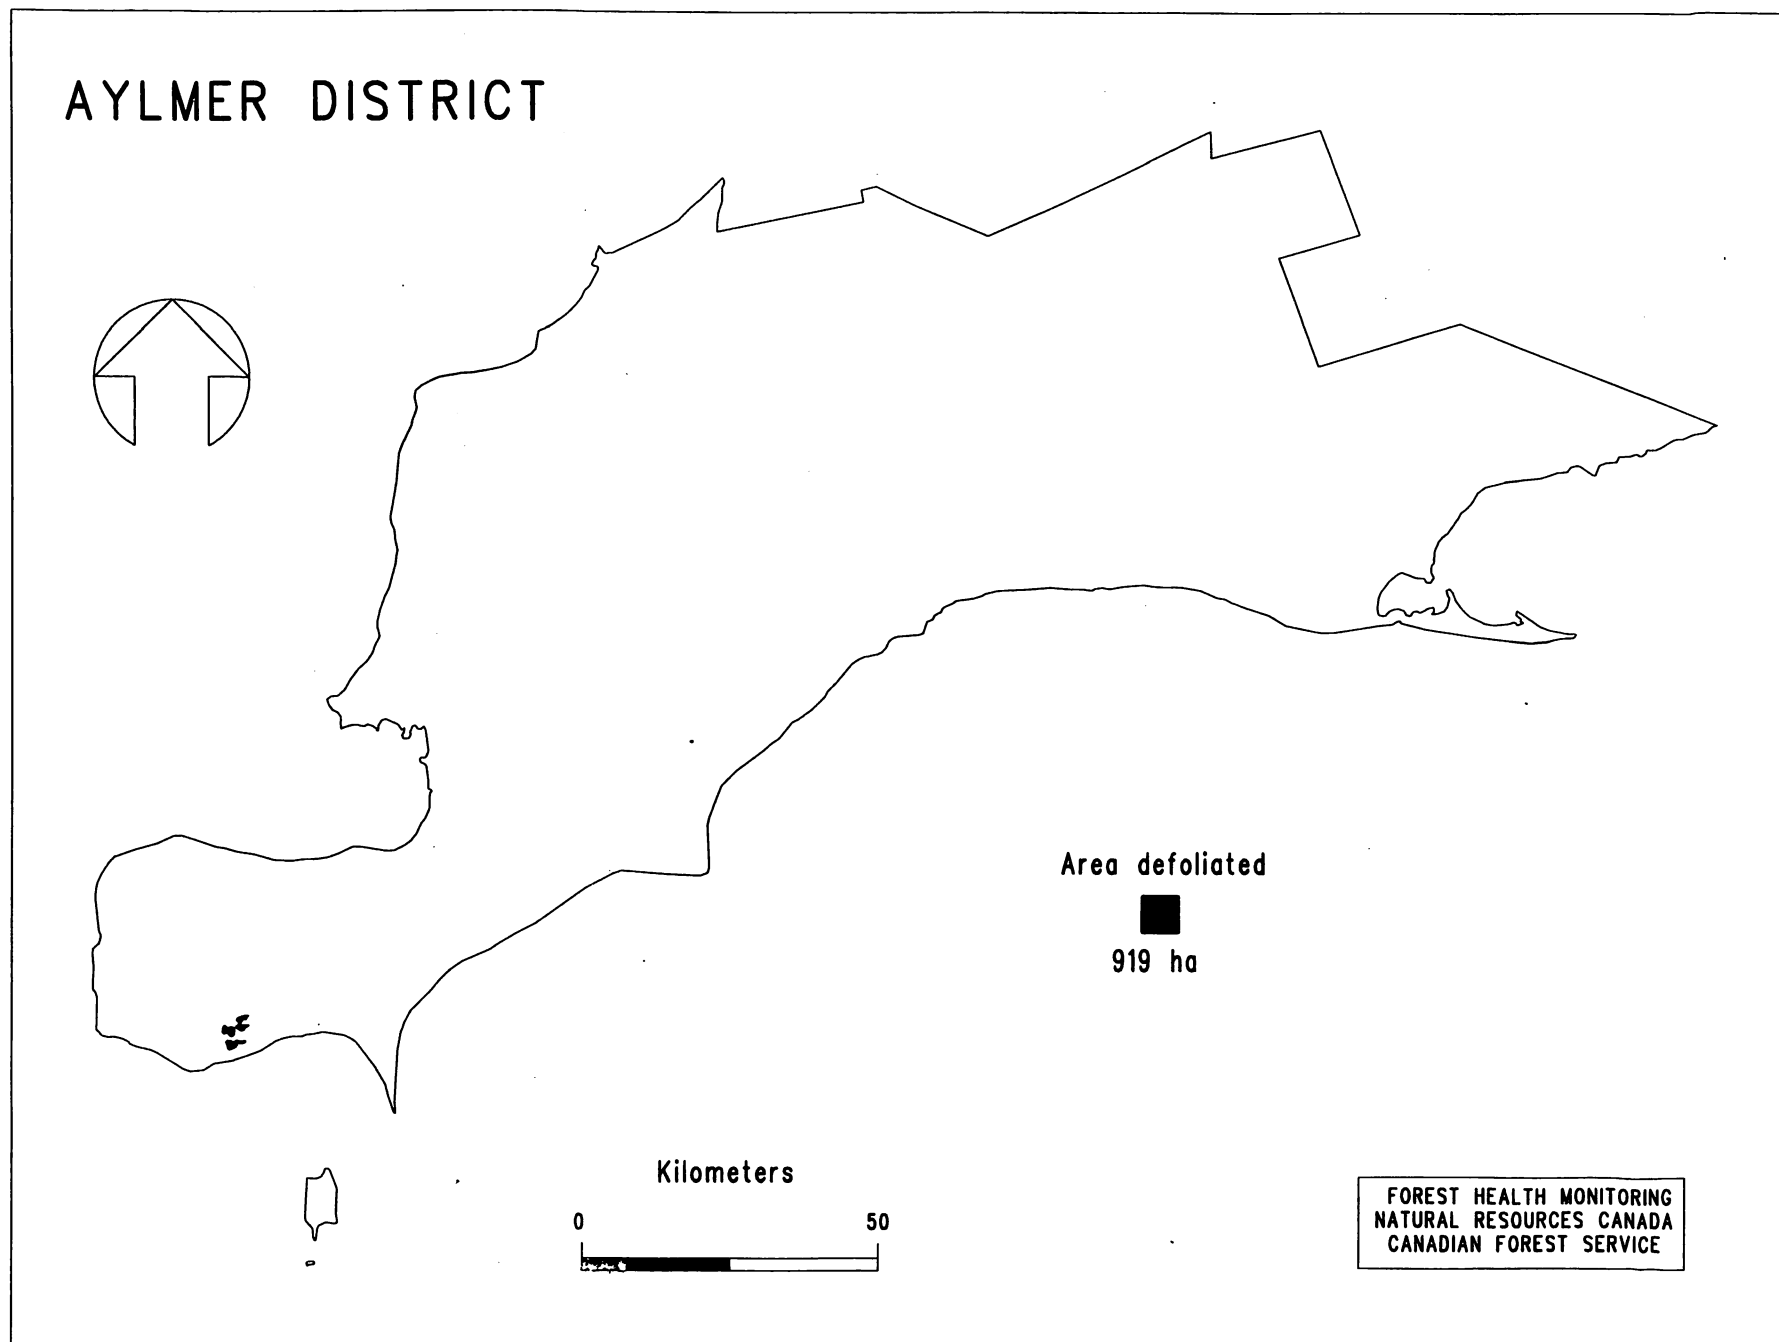 AYLMER DISTRICT
Area defoliated
919 ha
Kilometers
0 50
FOREST HEALTH MONITORING
NATURAL RESOURCES CANADA
CANADIAN FOREST SERVICE